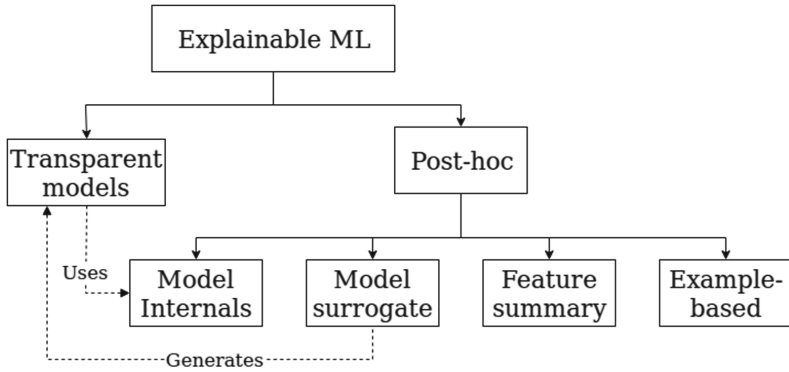 Explainable ML
Transparent
models
Post-hoc
Uses
Model
Internals
Model
surrogate
Feature
summary
Example-
based
Generates